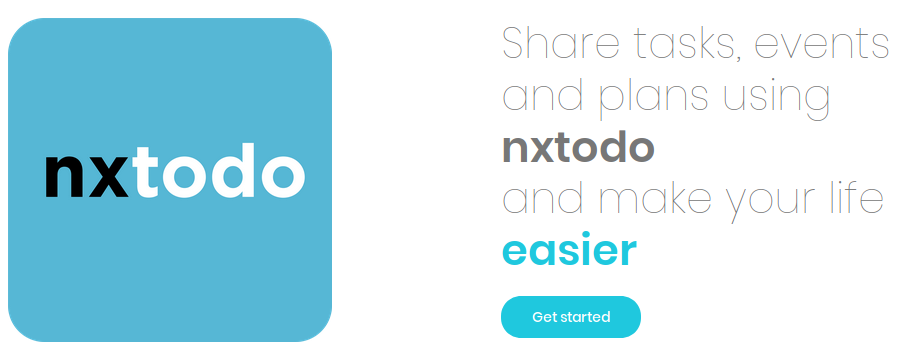 nxtodo
Share tasks, events
and plans using
nxtodo
and make your life
easier
Get started